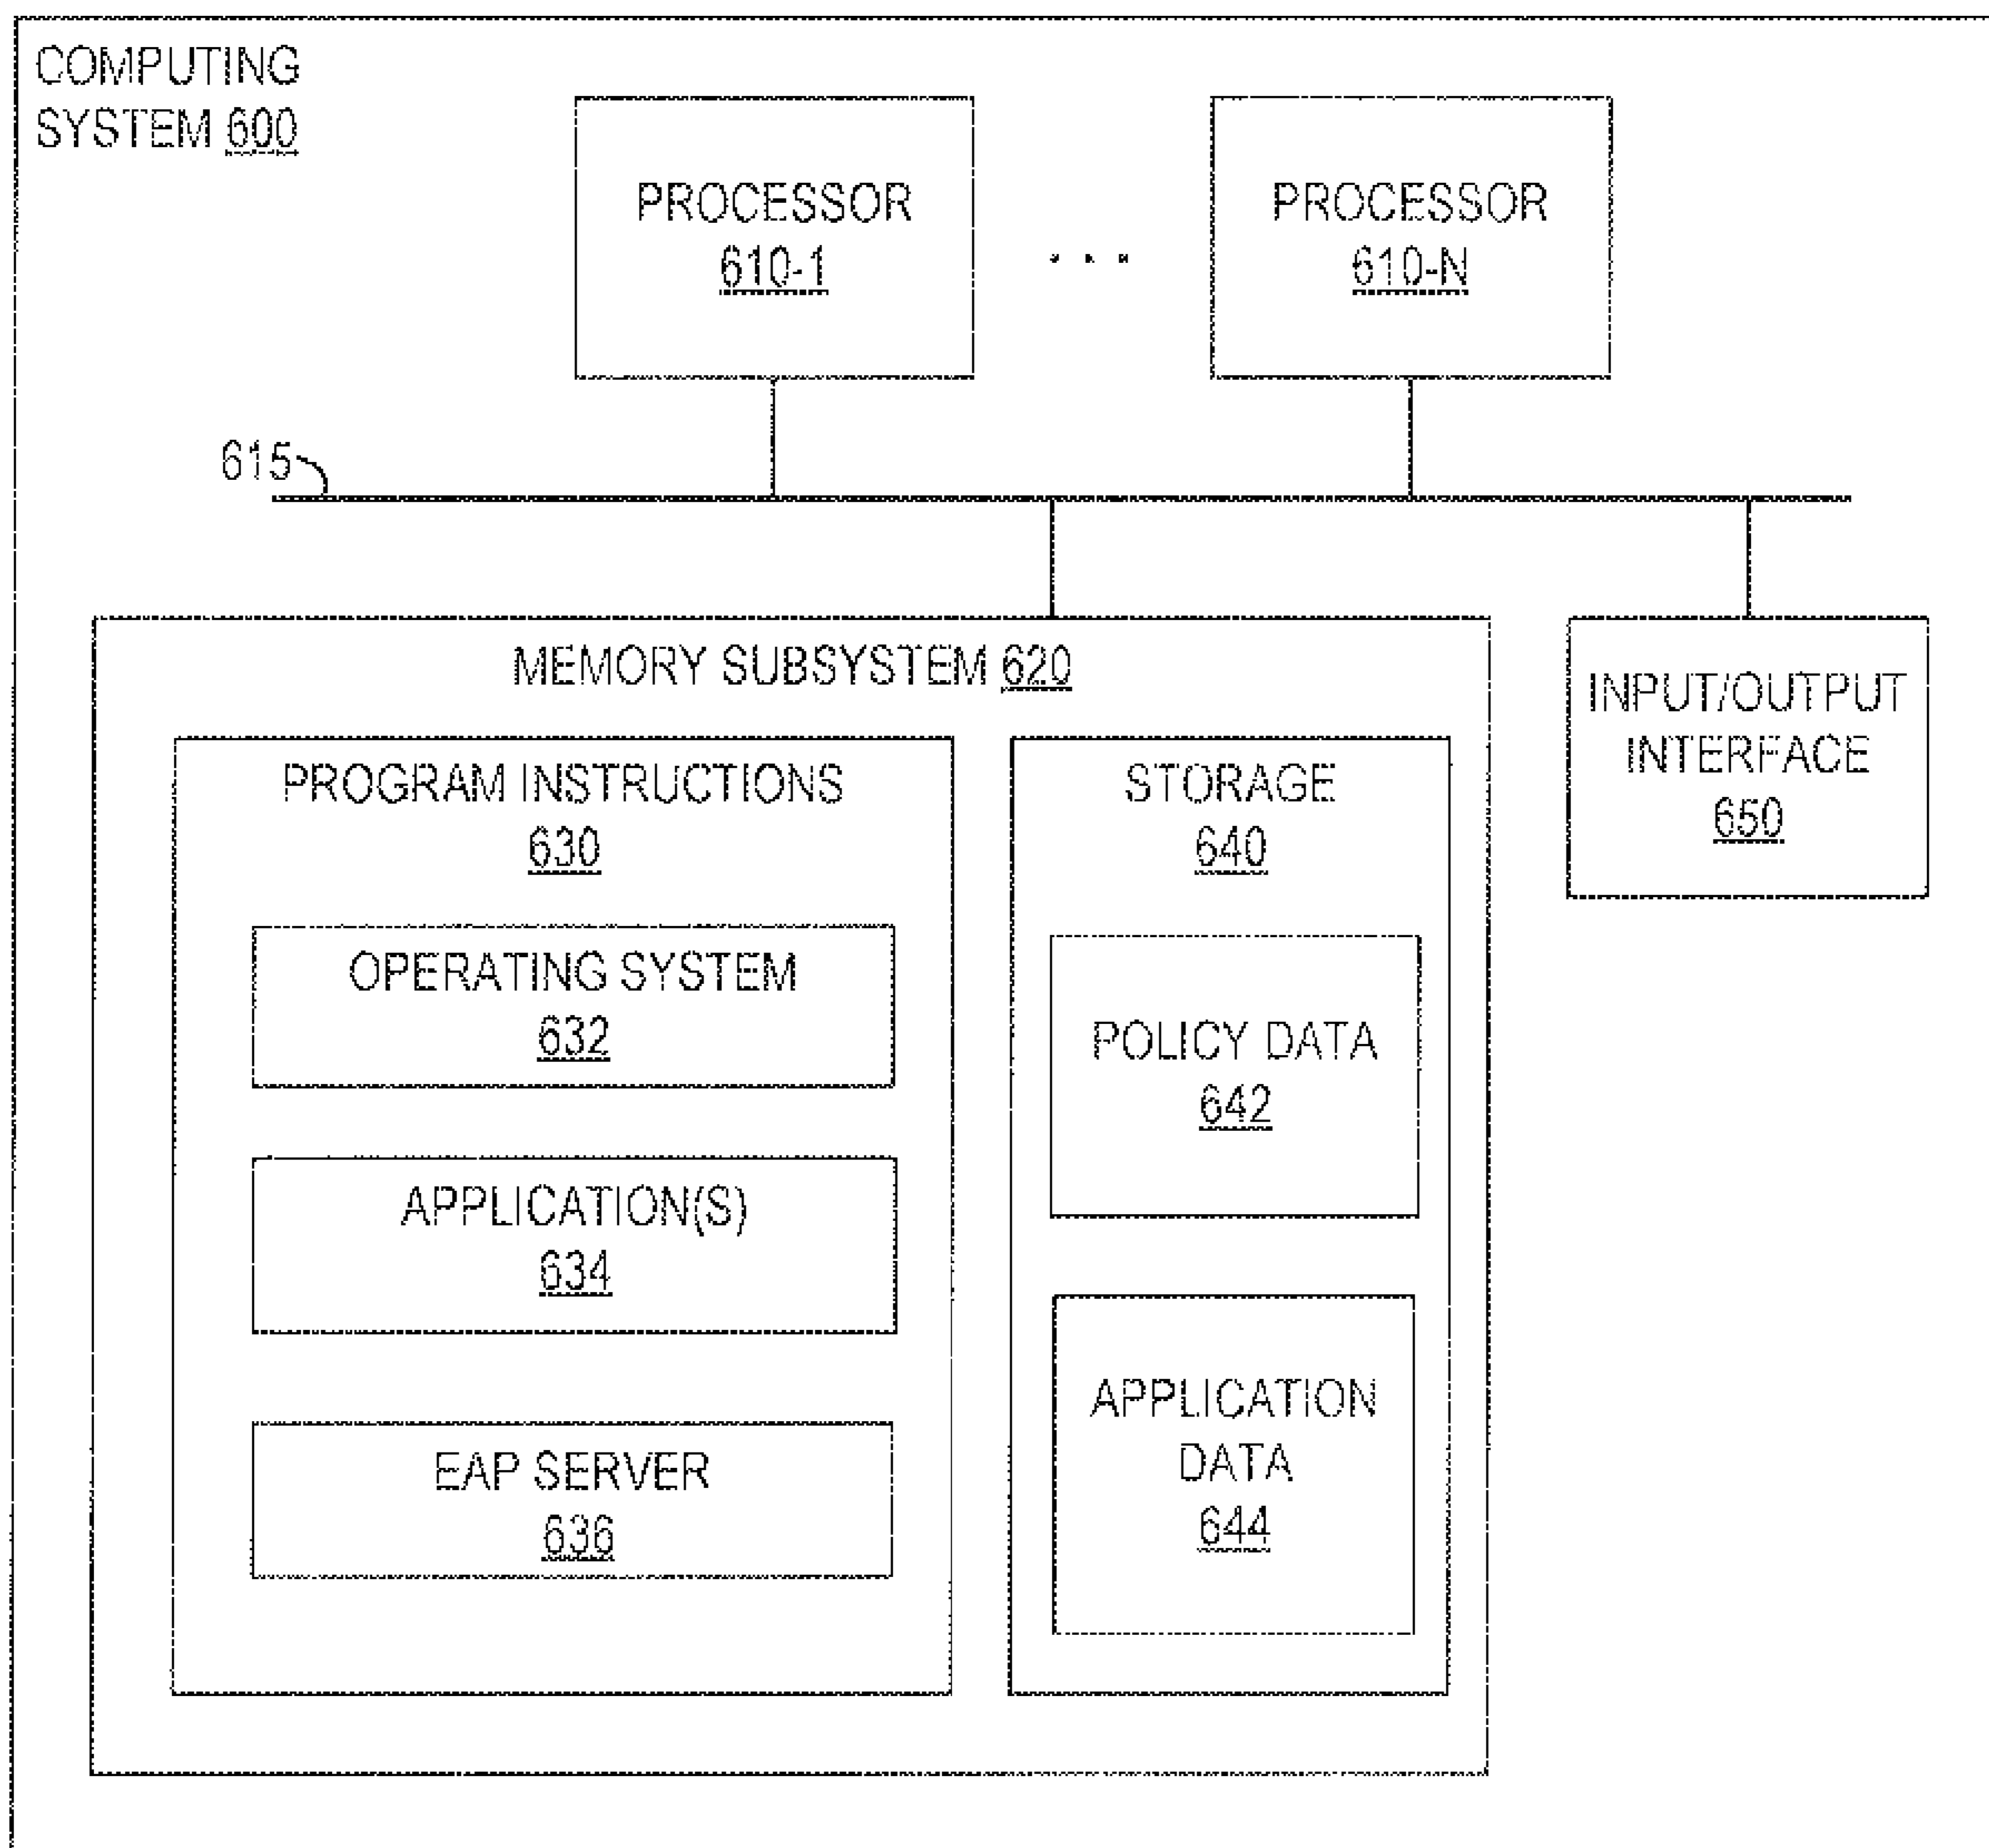 COMPUTING
SYSTEM 600
PROCESSOR
610-1
. . .
PROCESSOR
610-N
615
MEMORY SUBSYSTEM 620
PROGRAM INSTRUCTIONS
630
OPERATING SYSTEM
632
APPLICATION(S)
634
EAP SERVER
636
STORAGE
640
POLICY DATA
642
APPLICATION
DATA
644
INPUT/OUTPUT
INTERFACE
650